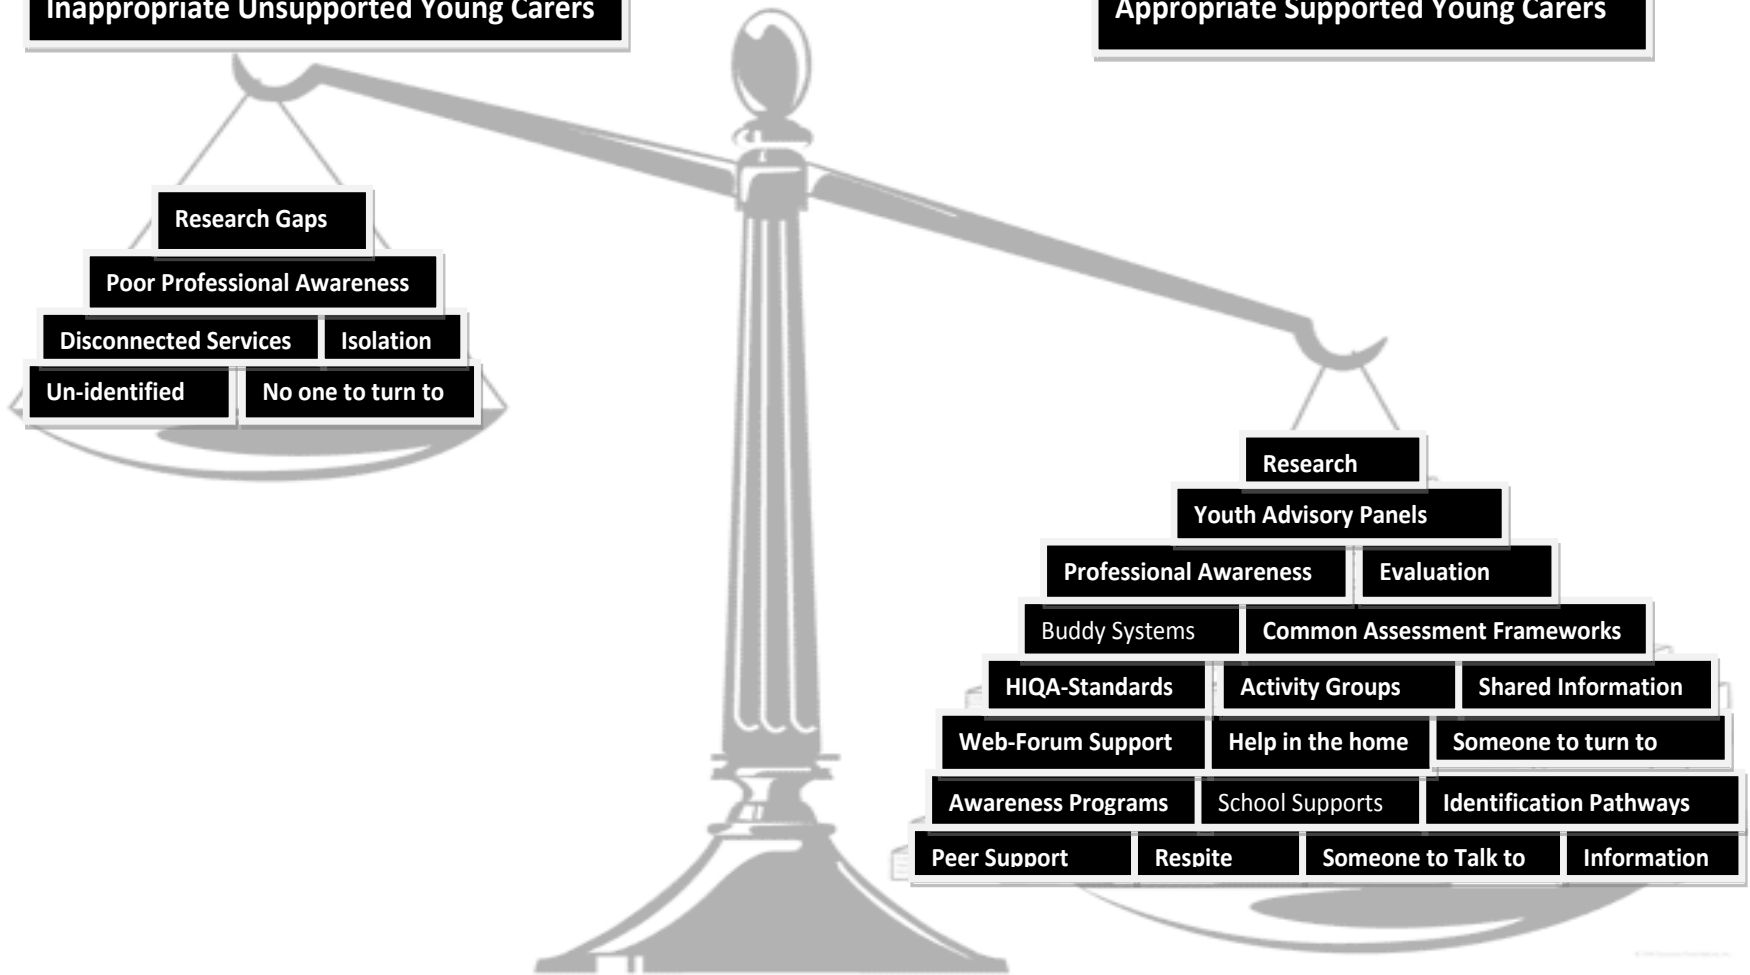 Inappropriate Unsupported Young Carers
Appropriate Supported Young Carers
Research Gaps
Poor Professional Awareness
Disconnected Services
Isolation
Un-identified
No one to turn to
Research
Youth Advisory Panels
Professional Awareness
Evaluation
Buddy Systems
Common Assessment Frameworks
HIQA-Standards
Activity Groups
Shared Information
Web-Forum Support
Help in the home
Someone to turn to
Awareness Programs
School Supports
Identification Pathways
Peer Support
Respite
Someone to Talk to
Information